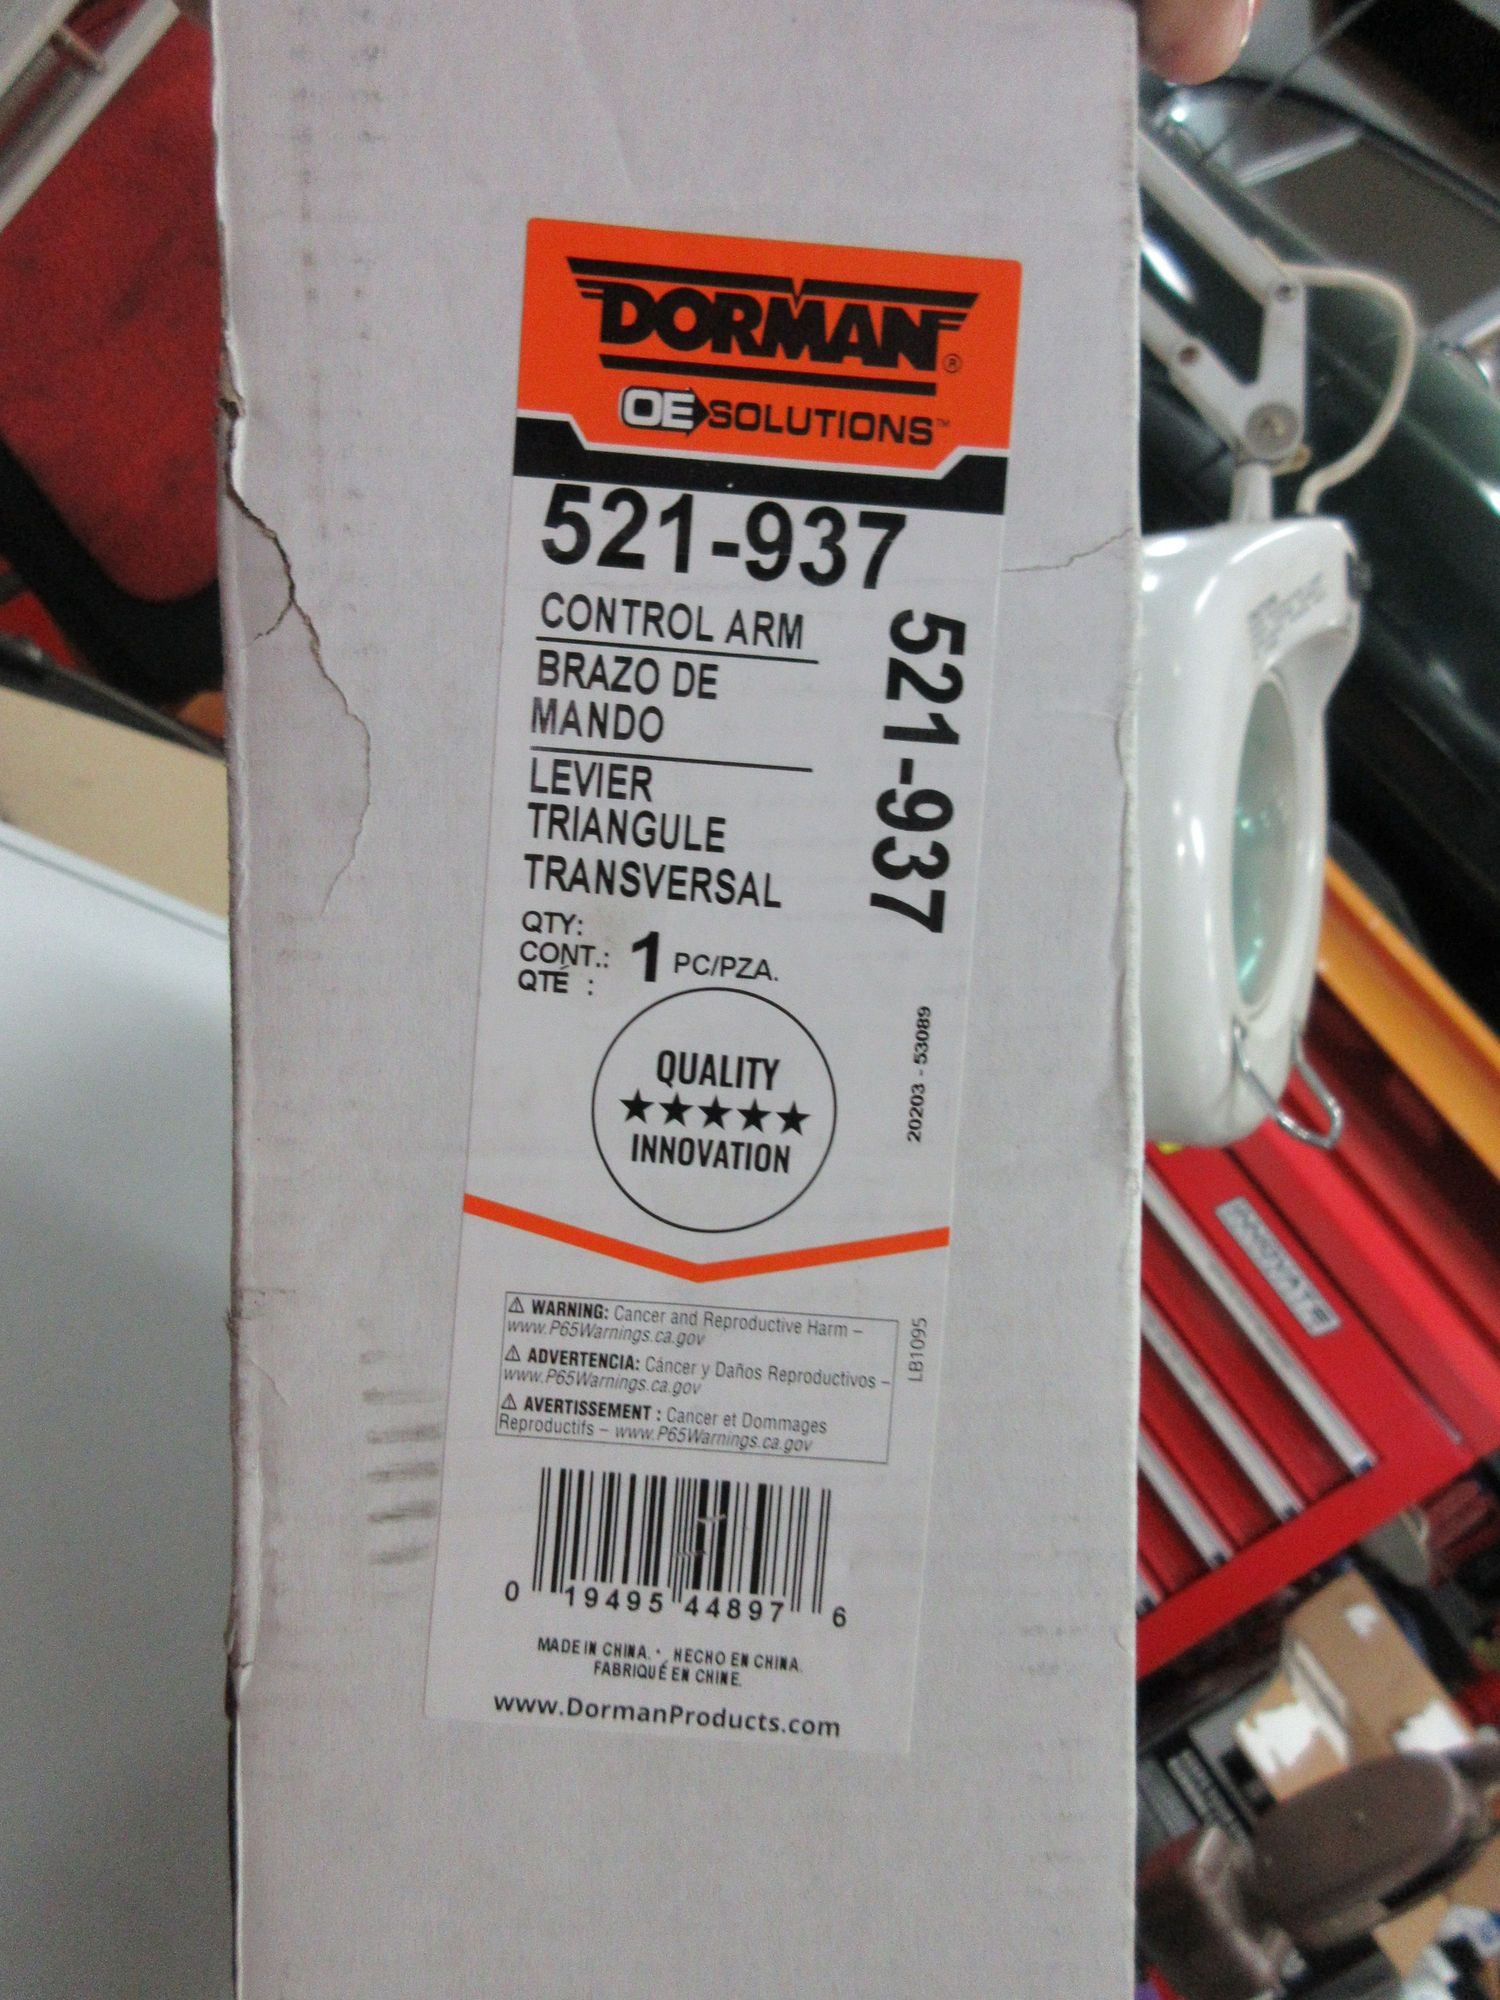 DORMAN®
OE SOLUTIONS™
521-937
CONTROL ARM
BRAZO DE
MANDO
LEVIER
TRIANGULE
TRANSVERSAL
521-937
QTY:
CONT.: 1 PC/PZA.
QTÉ :
QUALITY
★★★★★
INNOVATION
20203 - 53089
⚠ WARNING: Cancer and Reproductive Harm –
www.P65Warnings.ca.gov
⚠ ADVERTENCIA: Cáncer y Daños Reproductivos –
www.P65Warnings.ca.gov
⚠ AVERTISSEMENT : Cancer et Dommages
Reproductifs – www.P65Warnings.ca.gov
LB1095
0 19495 44897 6
MADE IN CHINA. • HECHO EN CHINA.
FABRIQUÉ EN CHINE.
www.DormanProducts.com